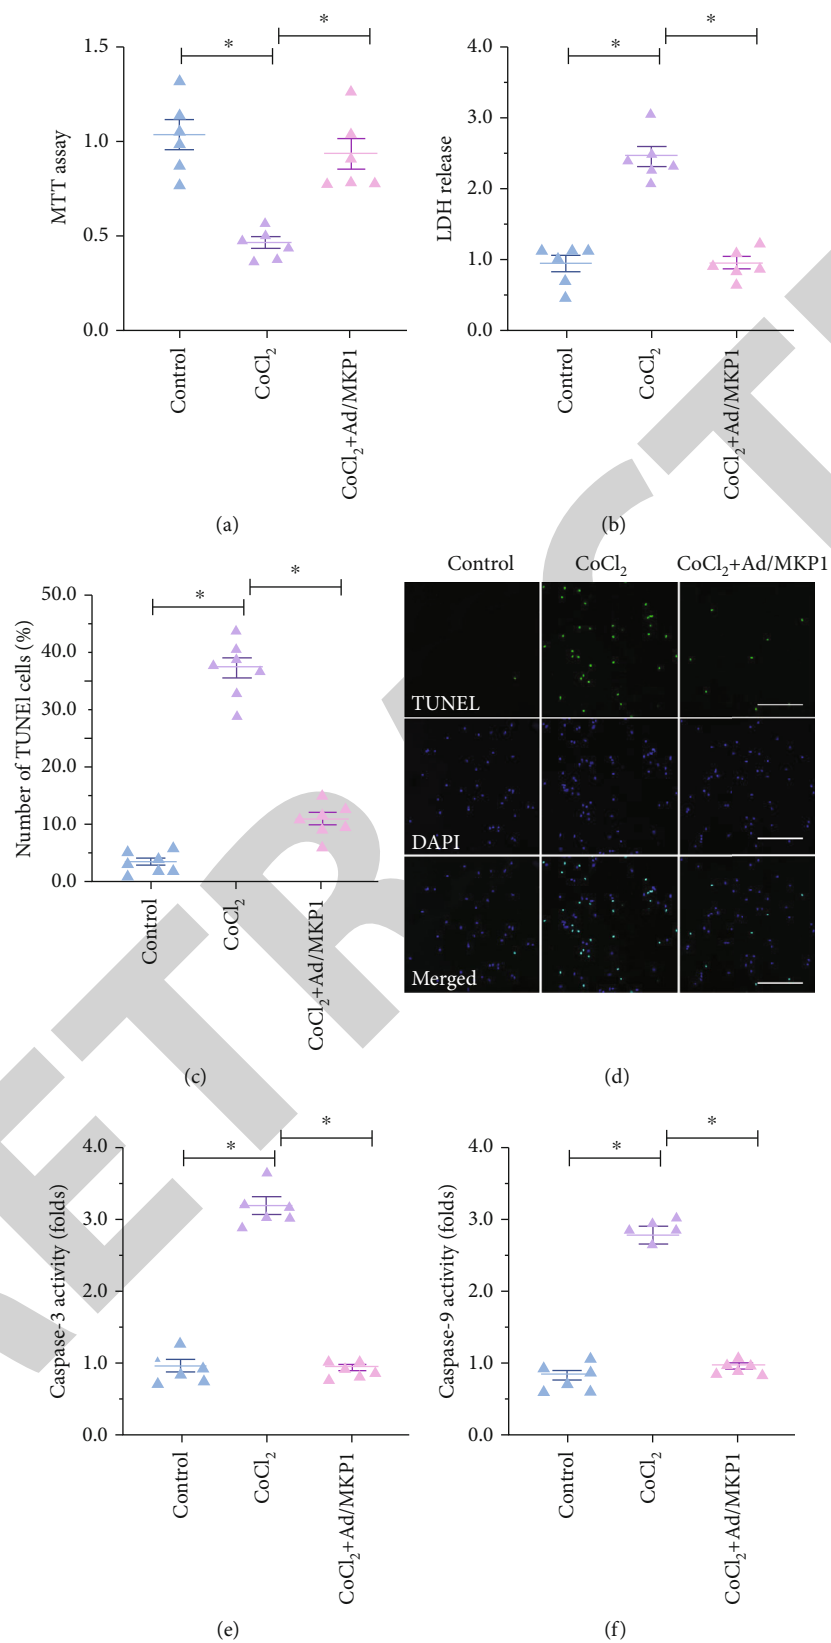 * *
1.5
1.0
0.5
0.0
MTT assay
Control
CoCl₂
CoCl₂+Ad/MKP1
(a)
* *
4.0
3.0
2.0
1.0
0.0
LDH release
Control
CoCl₂
CoCl₂+Ad/MKP1
(b)
* *
50.0
40.0
30.0
20.0
10.0
0.0
Number of TUNEl cells (%)
Control
CoCl₂
CoCl₂+Ad/MKP1
(c)
Control CoCl₂ CoCl₂+Ad/MKP1
TUNEL
DAPI
Merged
(d)
* *
4.0
3.0
2.0
1.0
0.0
Caspase-3 activity (folds)
Control
CoCl₂
CoCl₂+Ad/MKP1
(e)
* *
4.0
3.0
2.0
1.0
0.0
Caspase-9 activity (folds)
Control
CoCl₂
CoCl₂+Ad/MKP1
(f)